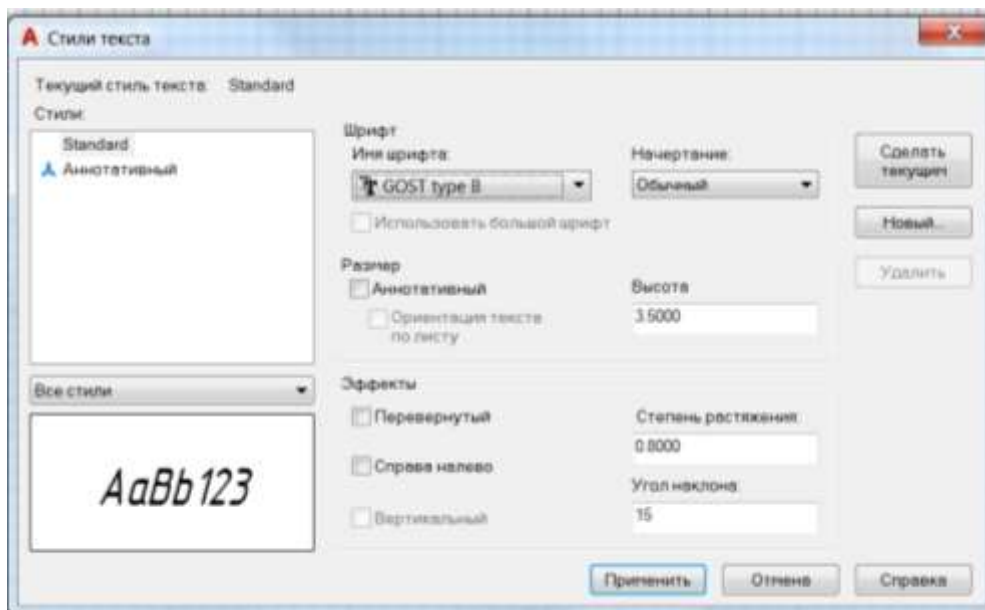 Стили текста
Текущий стиль текста: Standard
Стили:
Standard
Аннотативный
Все стили
AaBb123
Шрифт
Имя шрифта:
GOST type B
Начертание:
Обычный
Использовать большой шрифт
Размер
Аннотативный
Ориентация текста
по листу
Высота
3.5000
Эффекты
Перевернутый
Справа налево
Вертикальный
Степень растяжения:
0.8000
Угол наклона:
15
Сделать
текущим
Новый...
Удалить
Применить
Отмена
Справка